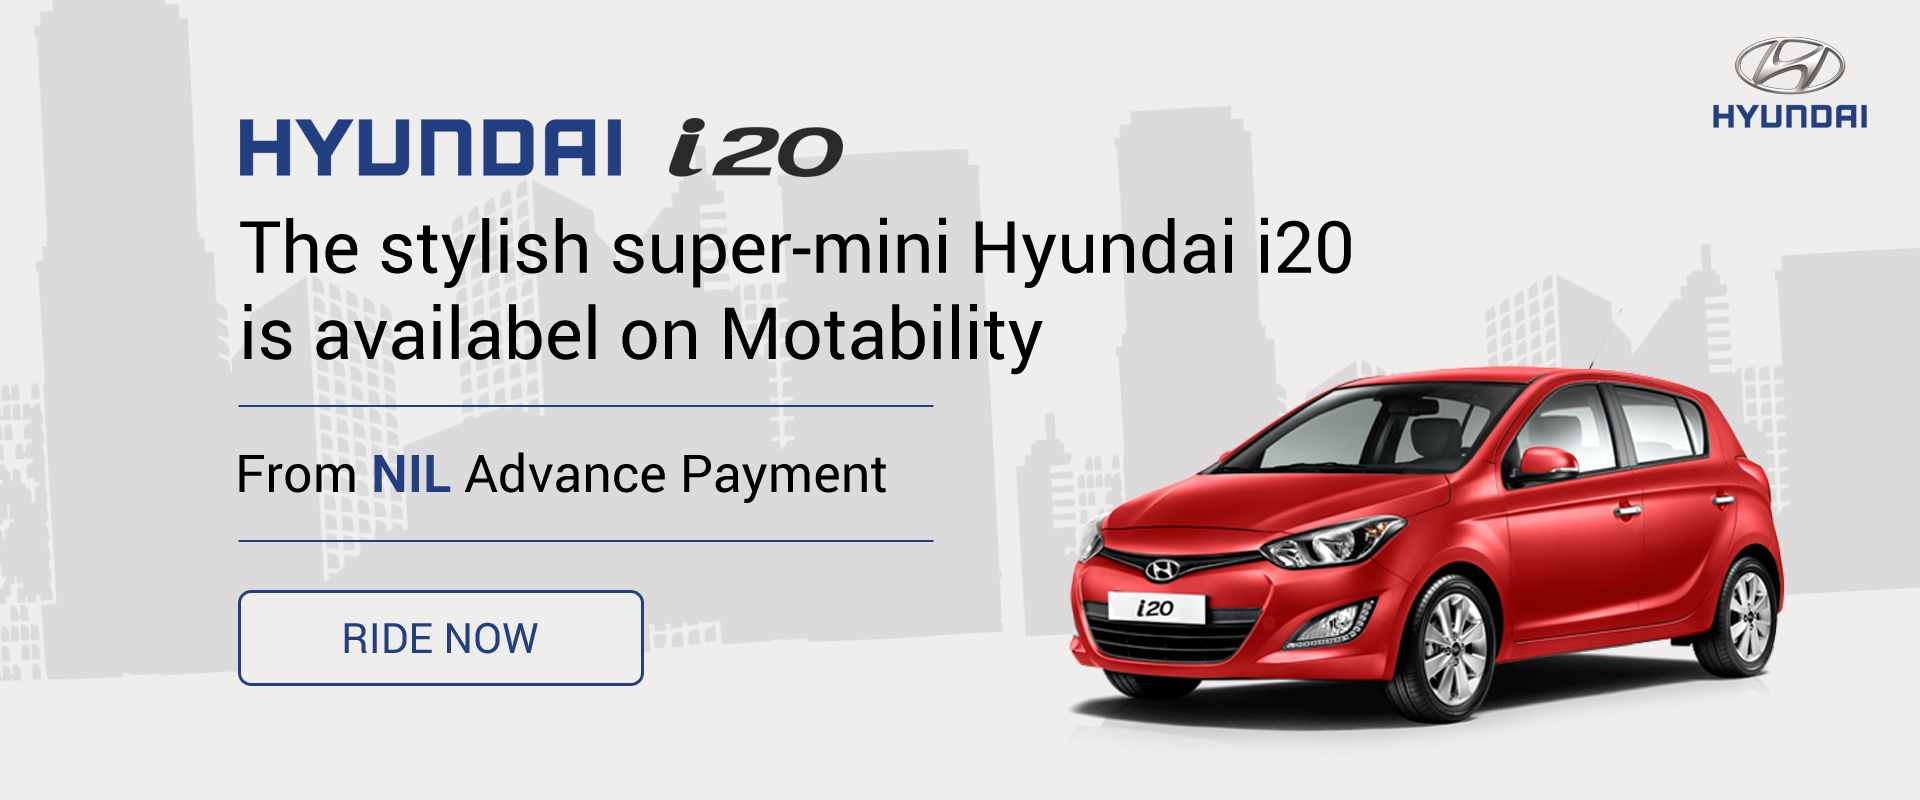 HYUNDAI
HYUNDAI i20
The stylish super-mini Hyundai i20
is availabel on Motability
From NIL Advance Payment
i20
RIDE NOW